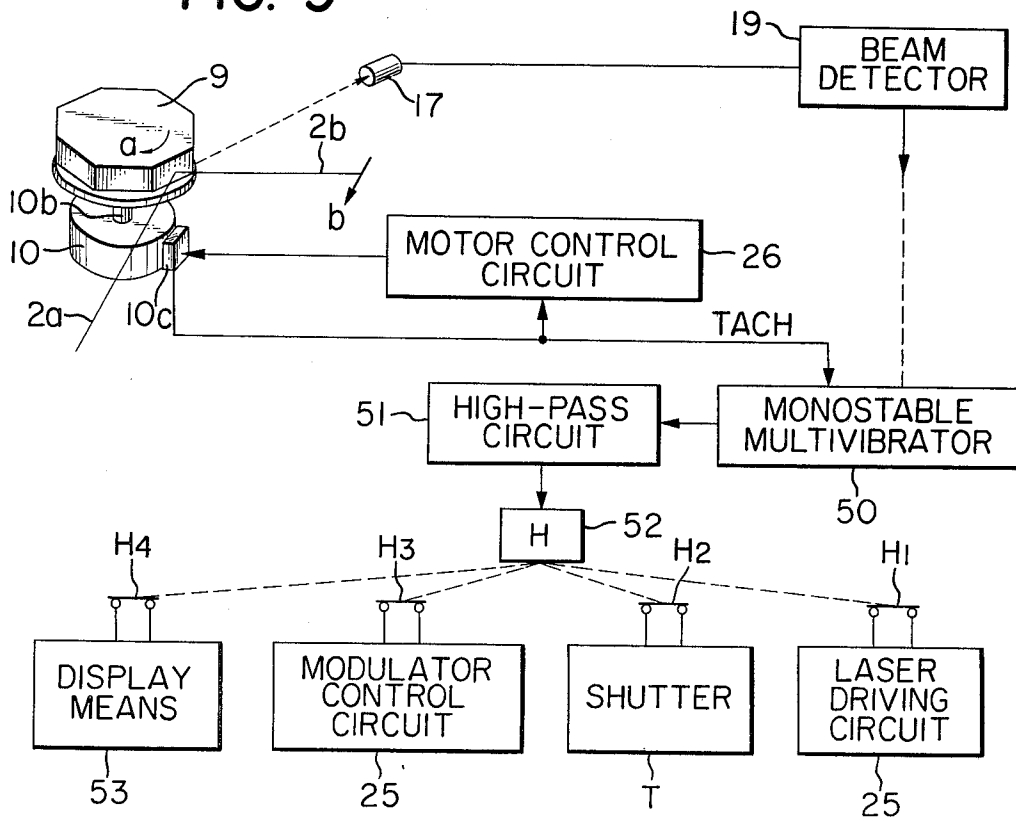 FIG. 9
19
BEAM
DETECTOR
9
17
a
2b
b
10b
10
10c
2a
MOTOR CONTROL
CIRCUIT
26
TACH
51
HIGH-PASS
CIRCUIT
MONOSTABLE
MULTIVIBRATOR
50
H
52
H4
H3
H2
H1
DISPLAY
MEANS
MODULATOR
CONTROL
CIRCUIT
SHUTTER
LASER
DRIVING
CIRCUIT
53
25
T
25